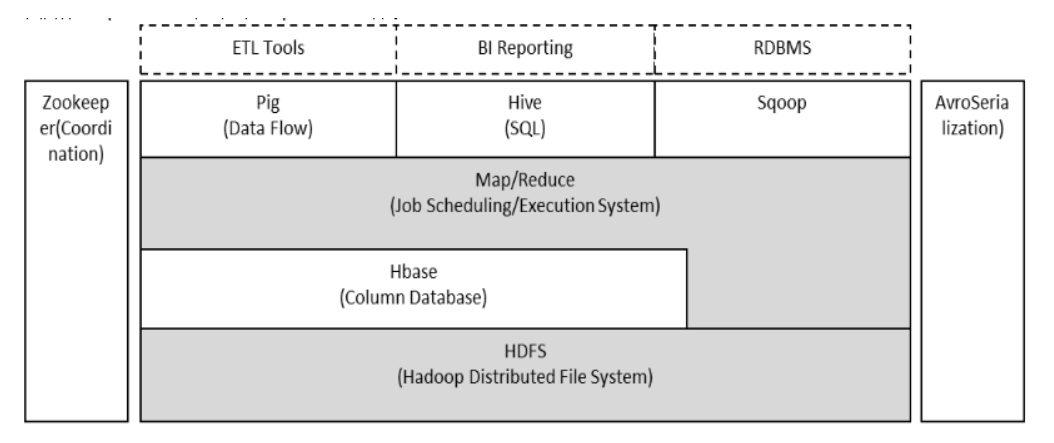 ETL Tools
BI Reporting
RDBMS
Zookeep
er(Coordi
nation)
Pig
(Data Flow)
Hive
(SQL)
Sqoop
AvroSeria
lization)
Map/Reduce
(Job Scheduling/Execution System)
Hbase
(Column Database)
HDFS
(Hadoop Distributed File System)